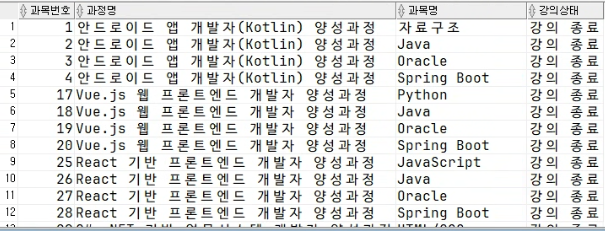 과목번호 과정명 과목명 강의상태
1 1 안드로이드 앱 개발자(Kotlin) 양성과정 자료구조 강의 종료
2 2 안드로이드 앱 개발자(Kotlin) 양성과정 Java 강의 종료
3 3 안드로이드 앱 개발자(Kotlin) 양성과정 Oracle 강의 종료
4 4 안드로이드 앱 개발자(Kotlin) 양성과정 Spring Boot 강의 종료
5 17 Vue.js 웹 프론트엔드 개발자 양성과정 Python 강의 종료
6 18 Vue.js 웹 프론트엔드 개발자 양성과정 Java 강의 종료
7 19 Vue.js 웹 프론트엔드 개발자 양성과정 Oracle 강의 종료
8 20 Vue.js 웹 프론트엔드 개발자 양성과정 Spring Boot 강의 종료
9 25 React 기반 프론트엔드 개발자 양성과정 JavaScript 강의 종료
10 26 React 기반 프론트엔드 개발자 양성과정 Java 강의 종료
11 27 React 기반 프론트엔드 개발자 양성과정 Oracle 강의 종료
12 28 React 기반 프론트엔드 개발자 양성과정 Spring Boot 강의 종료